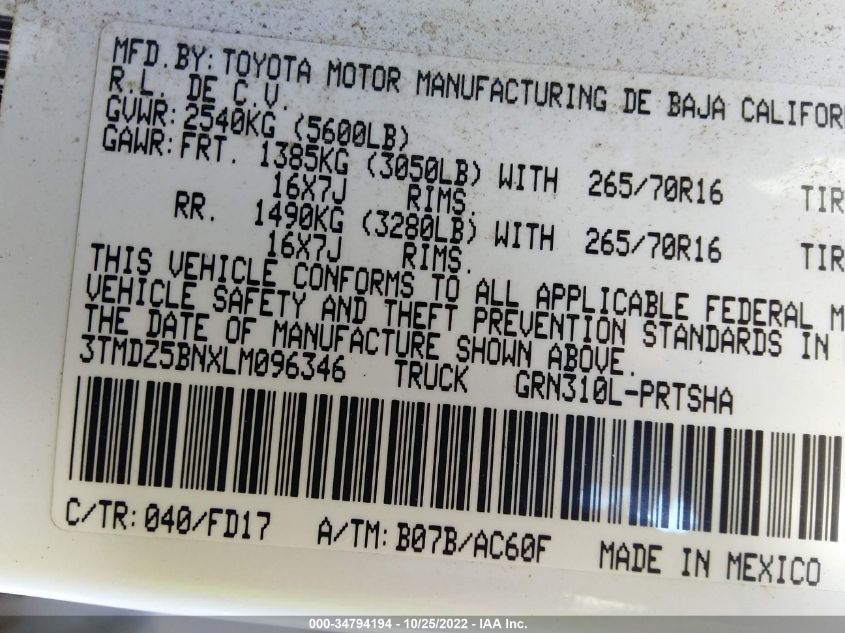 MFD.BY: TOYOTA MOTOR MANUFACTURING DE BAJA CALIFOR
R.L. DE C.V.
GVWR: 2540KG (5600LB)
GAWR: FRT. 1385KG (3050LB) WITH 265/70R16 TIR
16X7J RIMS.
RR. 1490KG (3280LB) WITH 265/70R16 TIR
16X7J RIMS.
THIS VEHICLE CONFORMS TO ALL APPLICABLE FEDERAL M
VEHICLE SAFETY AND THEFT PREVENTION STANDARDS IN
THE DATE OF MANUFACTURE SHOWN ABOVE.
3TMDZ5BNXLM096346 TRUCK GRN310L-PRTSHA
C/TR: 040/FD17 A/TM: B07B/AC60F MADE IN MEXICO
000-34794194 - 10/25/2022 - IAA Inc.